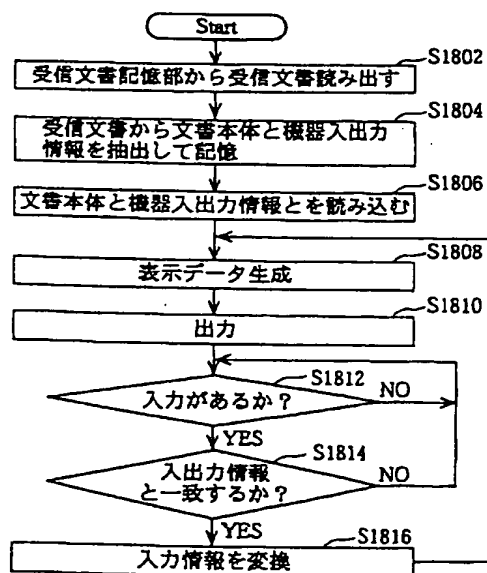 Start
S1802
受信文書記憶部から受信文書読み出す
S1804
受信文書から文書本体と機器入出力
情報を抽出して記憶
S1806
文書本体と機器入出力情報とを読み込む
S1808
表示データ生成
S1810
出力
S1812
入力があるか？
NO
YES
S1814
入出力情報
と一致するか？
NO
YES
S1816
入力情報を変換